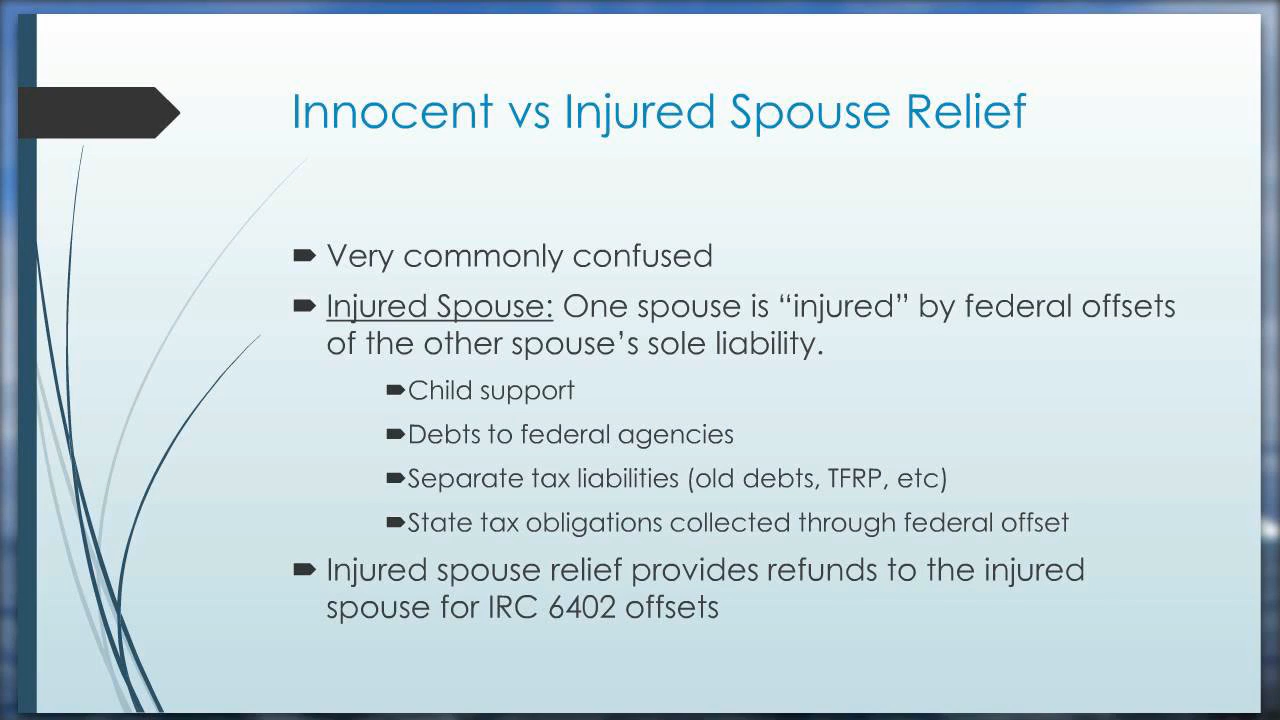 Innocent vs Injured Spouse Relief
Very commonly confused
Injured Spouse: One spouse is “injured” by federal offsets
of the other spouse’s sole liability.
Child support
Debts to federal agencies
Separate tax liabilities (old debts, TFRP, etc)
State tax obligations collected through federal offset
Injured spouse relief provides refunds to the injured
spouse for IRC 6402 offsets